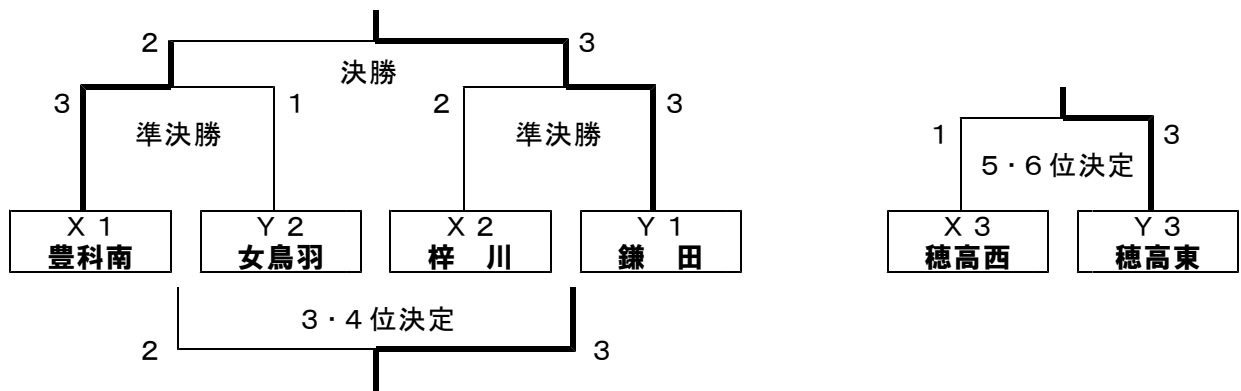 2 3
決勝
3 1 2 3
準決勝 準決勝
1 3
5・6位決定
X 1 Y 2 X 2 Y 1
豊科南 女鳥羽 梓 川 鎌 田
X 3 Y 3
穂高西 穂高東
3・4位決定
2 3